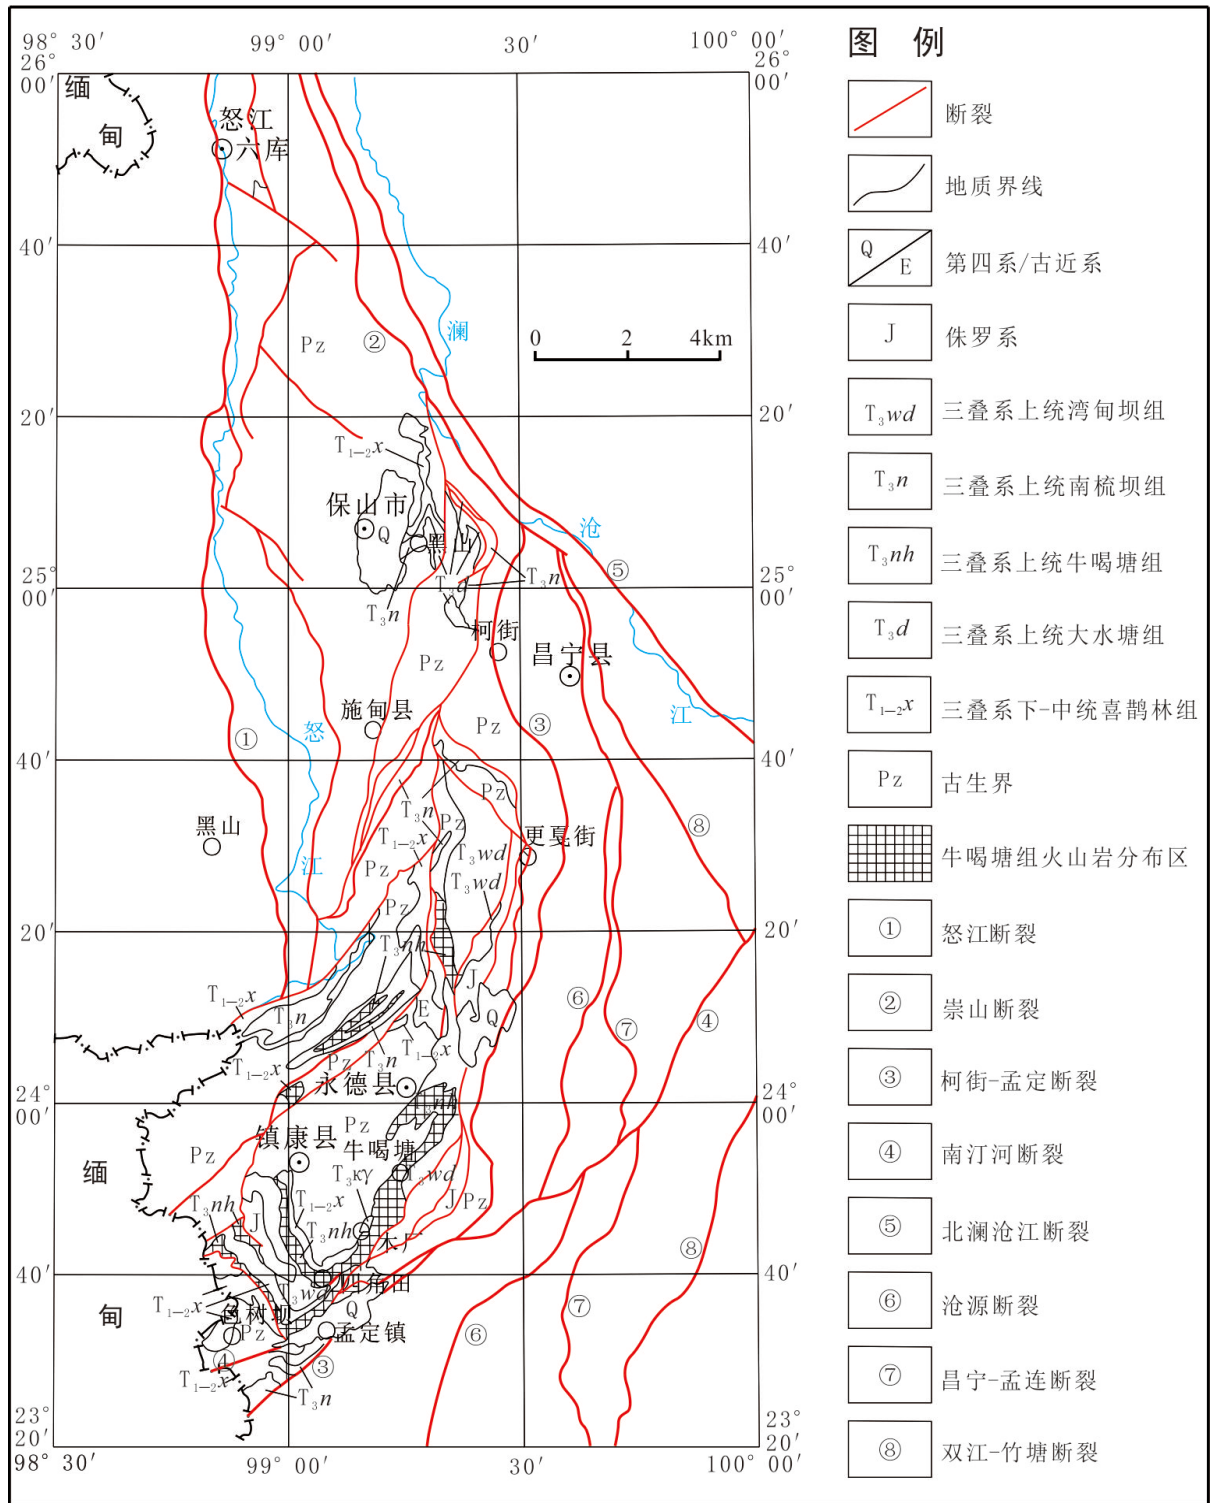 98° 30′
99° 00′
30′
100° 00′
26°
00′
26°
00′
缅
甸
怒江
六库
40′
40′
Pz
②
澜
0 2 4km
20′
20′
T₁₋₂x
保山市
Q
黑山
沧
⑤
25°
00′
25°
00′
T₃n
T₃d
T₃n
柯街
昌宁县
Pz
施甸县
Pz
③
江
①
怒
40′
40′
Pz
T₃n
黑山
T₁₋₂x
Pz
更戛街
⑧
T₃wd
江
Pz
T₃wd
Pz
20′
20′
T₃nh
T₁₋₂x
T₃n
J
E
Q
⑥
⑦
④
Pz
T₃n
T₁₋₂x
T₁₋₂x
永德县
24°
00′
24°
00′
T₃nh
镇康县
Pz
牛喝塘
Pz
缅
T₃κγ
T₃wd
T₃nh
T₁₋₂x
J
Pz
J
T₃nh
木厂
⑧
40′
40′
四角田
T₃wd
T₁₋₂x
甸
色树坝
Pz
Q
孟定镇
⑥
⑦
④
③
T₁₋₂x
T₃n
23°
20′
23°
20′
98° 30′
99° 00′
30′
100° 00′
图 例
断裂
地质界线
Q
E
第四系/古近系
J
侏罗系
T₃wd
三叠系上统湾甸坝组
T₃n
三叠系上统南梳坝组
T₃nh
三叠系上统牛喝塘组
T₃d
三叠系上统大水塘组
T₁₋₂x
三叠系下-中统喜鹊林组
Pz
古生界
牛喝塘组火山岩分布区
①
怒江断裂
②
崇山断裂
③
柯街-孟定断裂
④
南汀河断裂
⑤
北澜沧江断裂
⑥
沧源断裂
⑦
昌宁-孟连断裂
⑧
双江-竹塘断裂